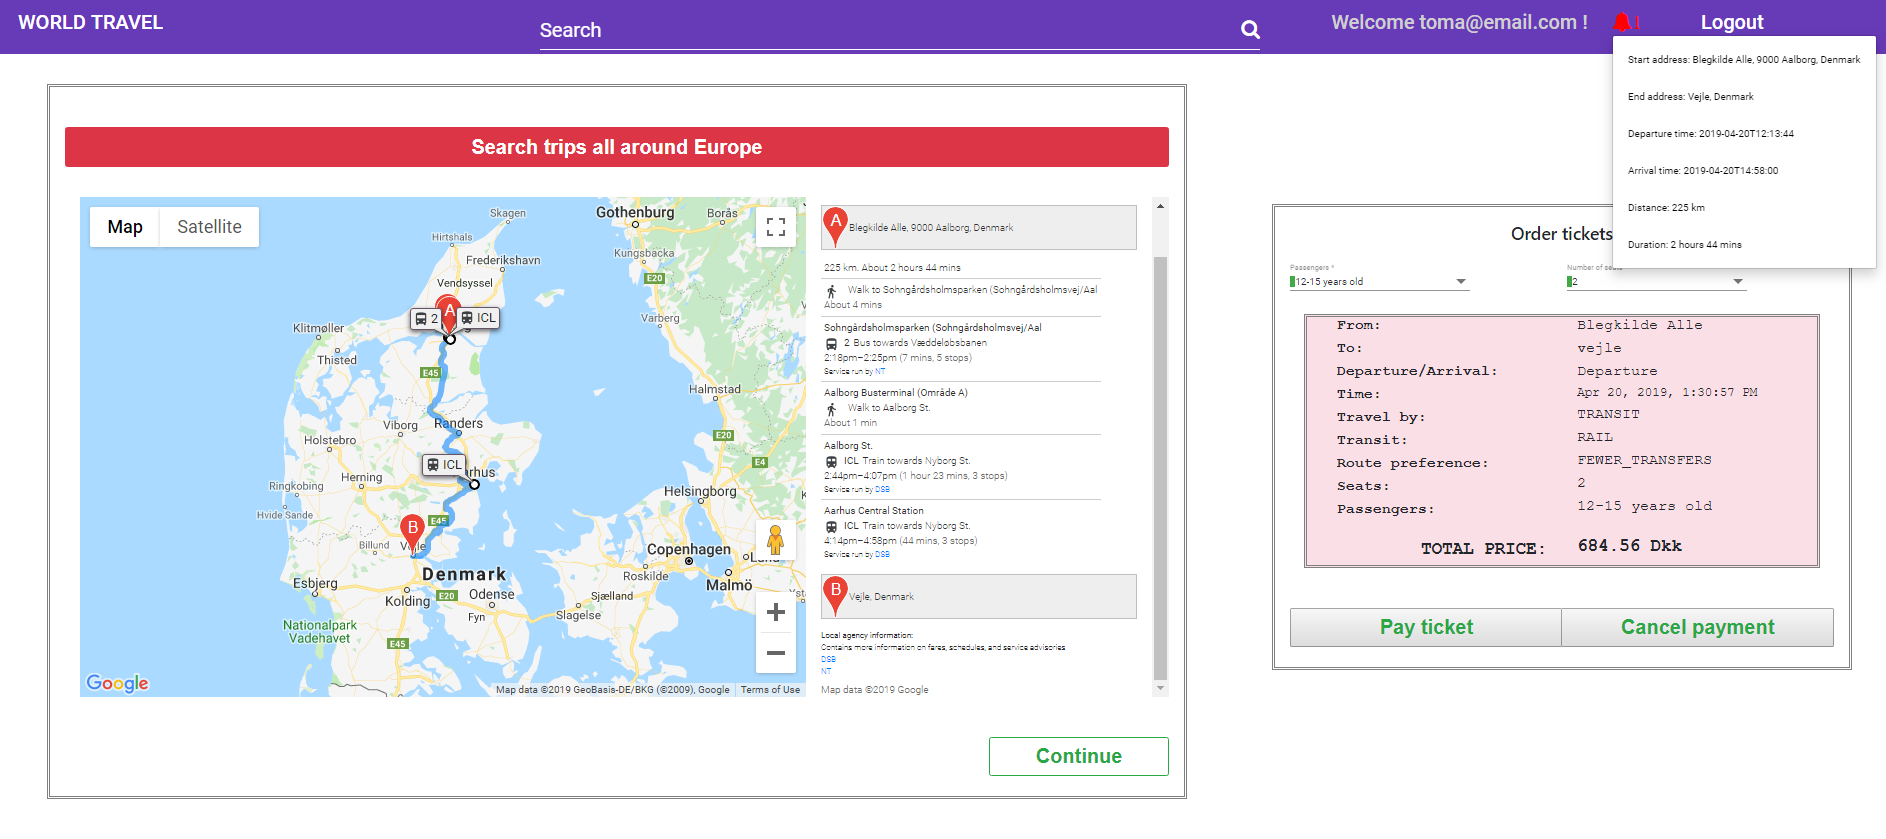 WORLD TRAVEL
Search
Welcome toma@email.com !
1
Logout
Start address: Blegkilde Alle, 9000 Aalborg, Denmark
End address: Vejle, Denmark
Departure time: 2019-04-20T12:13:44
Arrival time: 2019-04-20T14:58:00
Distance: 225 km
Duration: 2 hours 44 mins
Search trips all around Europe
Map
Satellite
Skagen
Gothenburg
Borås
Hirtshals
Frederikshavn
Kungsbacka
E20
Vendsyssel
Klitmøller
A
2
ICL
Varberg
Thisted
E45
Halmstad
Viborg
Randers
Holstebro
E20
ICL
E4
Herning
Ringkobing
Helsingborg
Hvide Sande
B
E45
Billund
Copenhagen
Denmark
Roskilde
Malmö
Esbjerg
Kolding
E20
Odense
Sjælland
Fyn
Slagelse
Nationalpark
Vadehavet
E45
Google
Map data ©2019 GeoBasis-DE/BKG (©2009), Google
Terms of Use
A
Blegkilde Alle, 9000 Aalborg, Denmark
225 km. About 2 hours 44 mins
Walk to Sohngårdsholmsparken (Sohngårdsholmsvej/Aal
About 4 mins
Sohngårdsholmsparken (Sohngårdsholmsvej/Aal
2 Bus towards Væddeløbsbanen
2:18pm–2:25pm (7 mins, 5 stops)
Service run by NT
Aalborg Busterminal (Område A)
Walk to Aalborg St.
About 1 min
Aalborg St.
ICL Train towards Nyborg St.
2:44pm–4:07pm (1 hour 23 mins, 3 stops)
Service run by DSB
Aarhus Central Station
ICL Train towards Nyborg St.
4:14pm–4:58pm (44 mins, 3 stops)
Service run by DSB
B
Vejle, Denmark
Local agency information:
Contains more information on fares, schedules, and service advisories
DSB
NT
Map data ©2019 Google
Continue
Order tickets
Passengers *
12-15 years old
Number of
2
From: Blegkilde Alle
To: vejle
Departure/Arrival: Departure
Time: Apr 20, 2019, 1:30:57 PM
Travel by: TRANSIT
Transit: RAIL
Route preference: FEWER_TRANSFERS
Seats: 2
Passengers: 12-15 years old
TOTAL PRICE: 684.56 Dkk
Pay ticket
Cancel payment